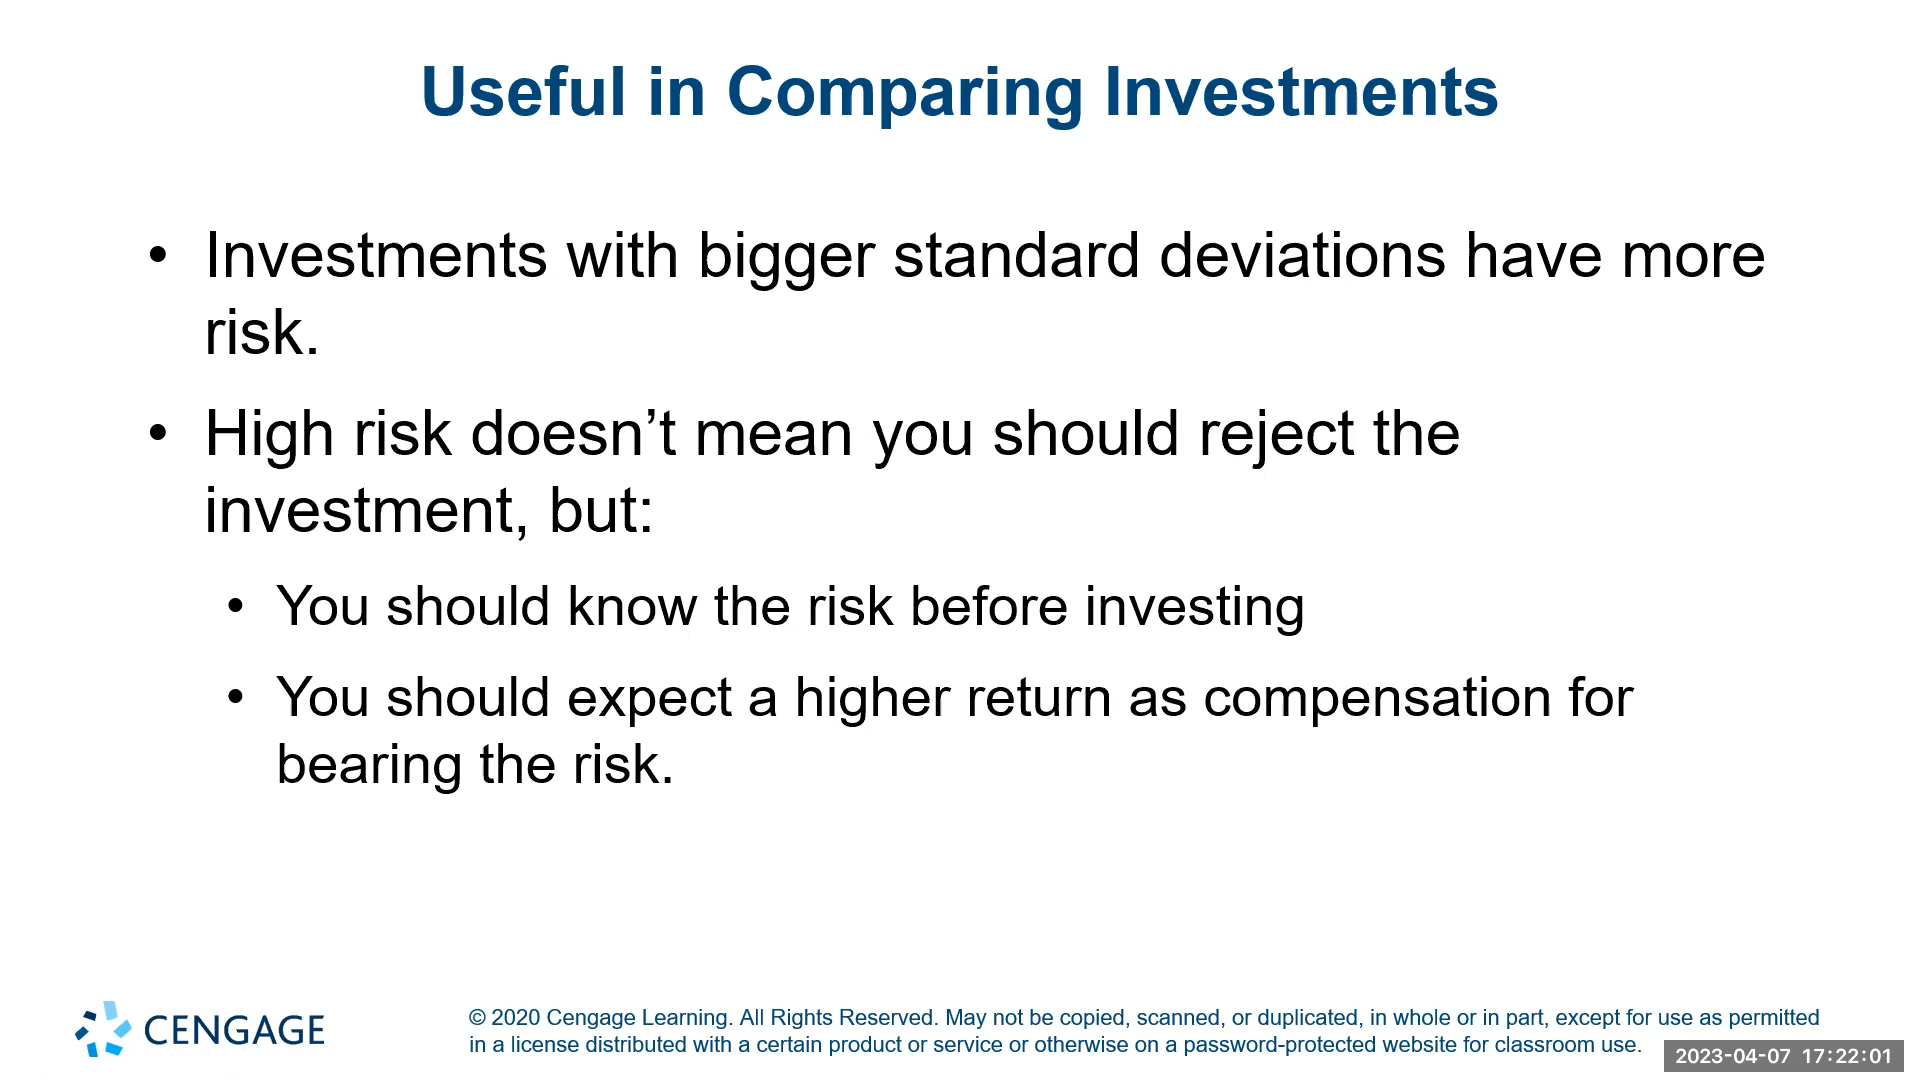 Useful in Comparing Investments
• Investments with bigger standard deviations have more
risk.
• High risk doesn’t mean you should reject the
investment, but:
• You should know the risk before investing
• You should expect a higher return as compensation for
bearing the risk.
CENGAGE
© 2020 Cengage Learning. All Rights Reserved. May not be copied, scanned, or duplicated, in whole or in part, except for use as permitted
in a license distributed with a certain product or service or otherwise on a password-protected website for classroom use.
2023-04-07 17:22:01